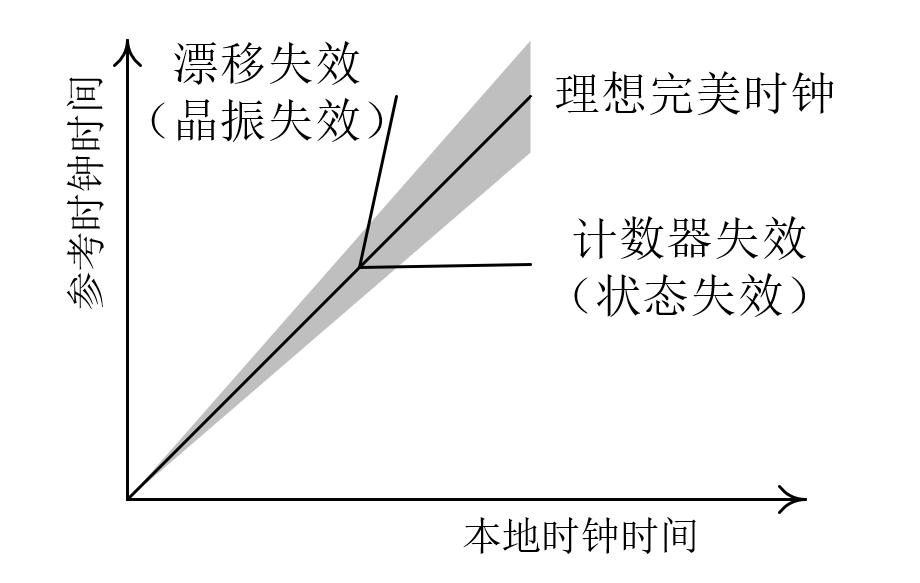 漂移失效
（晶振失效）
理想完美时钟
参考时钟时间
计数器失效
（状态失效）
本地时钟时间